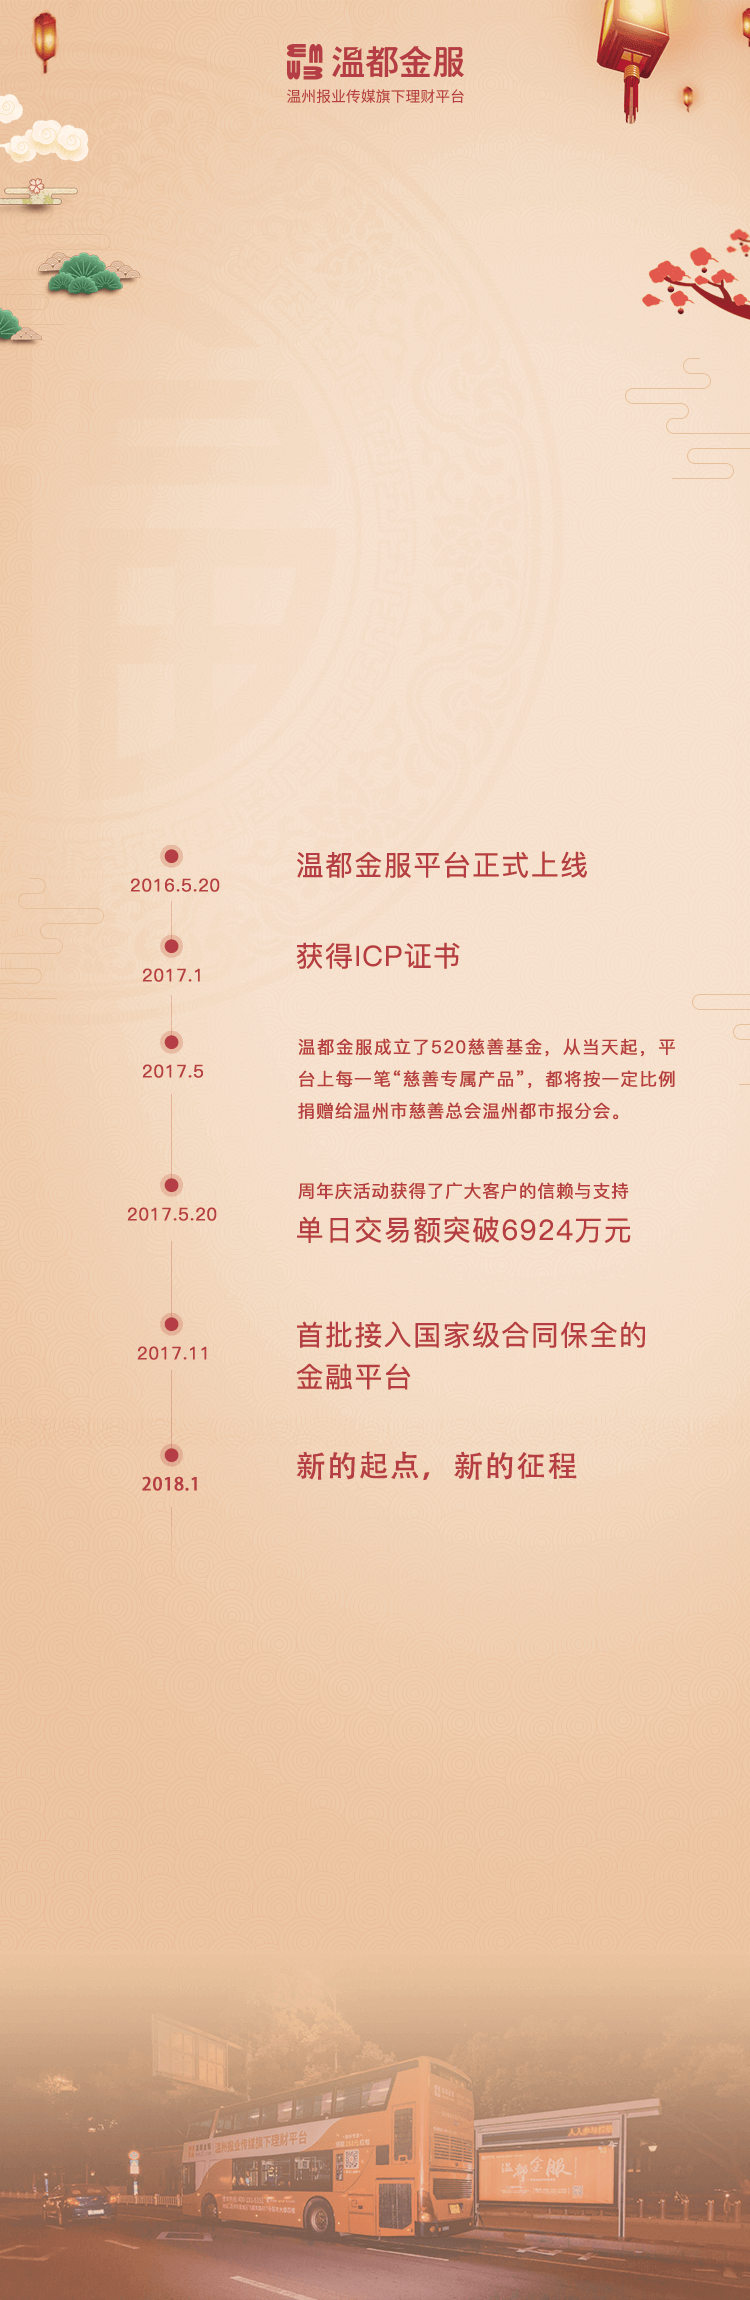 温都金服
温州报业传媒旗下理财平台
2016.5.20
温都金服平台正式上线
2017.1
获得ICP证书
2017.5
温都金服成立了520慈善基金，从当天起，平
台上每一笔“慈善专属产品”，都将按一定比例
捐赠给温州市慈善总会温州都市报分会。
2017.5.20
周年庆活动获得了广大客户的信赖与支持
单日交易额突破6924万元
2017.11
首批接入国家级合同保全的
金融平台
2018.1
新的起点，新的征程
温州报业传媒旗下理财平台
温都金服